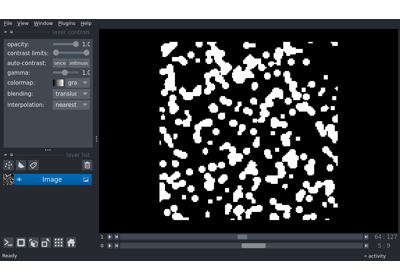 File View Window Plugins Help
layer controls
opacity: 1.0
contrast limits:
auto-contrast: once continuous
gamma: 1.0
colormap: gra
blending: transluc
interpolation: nearest
layer list
Image
1 64 127
0 5 9
Ready activity